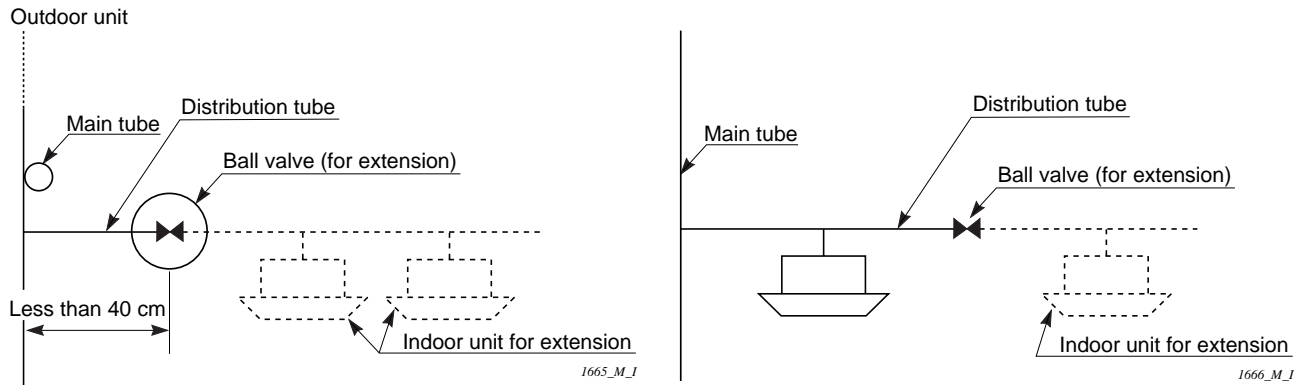 Outdoor unit
Distribution tube
Main tube
Ball valve (for extension)
Less than 40 cm
Indoor unit for extension
1665_M_I
Distribution tube
Main tube
Ball valve (for extension)
Indoor unit for extension
1666_M_I